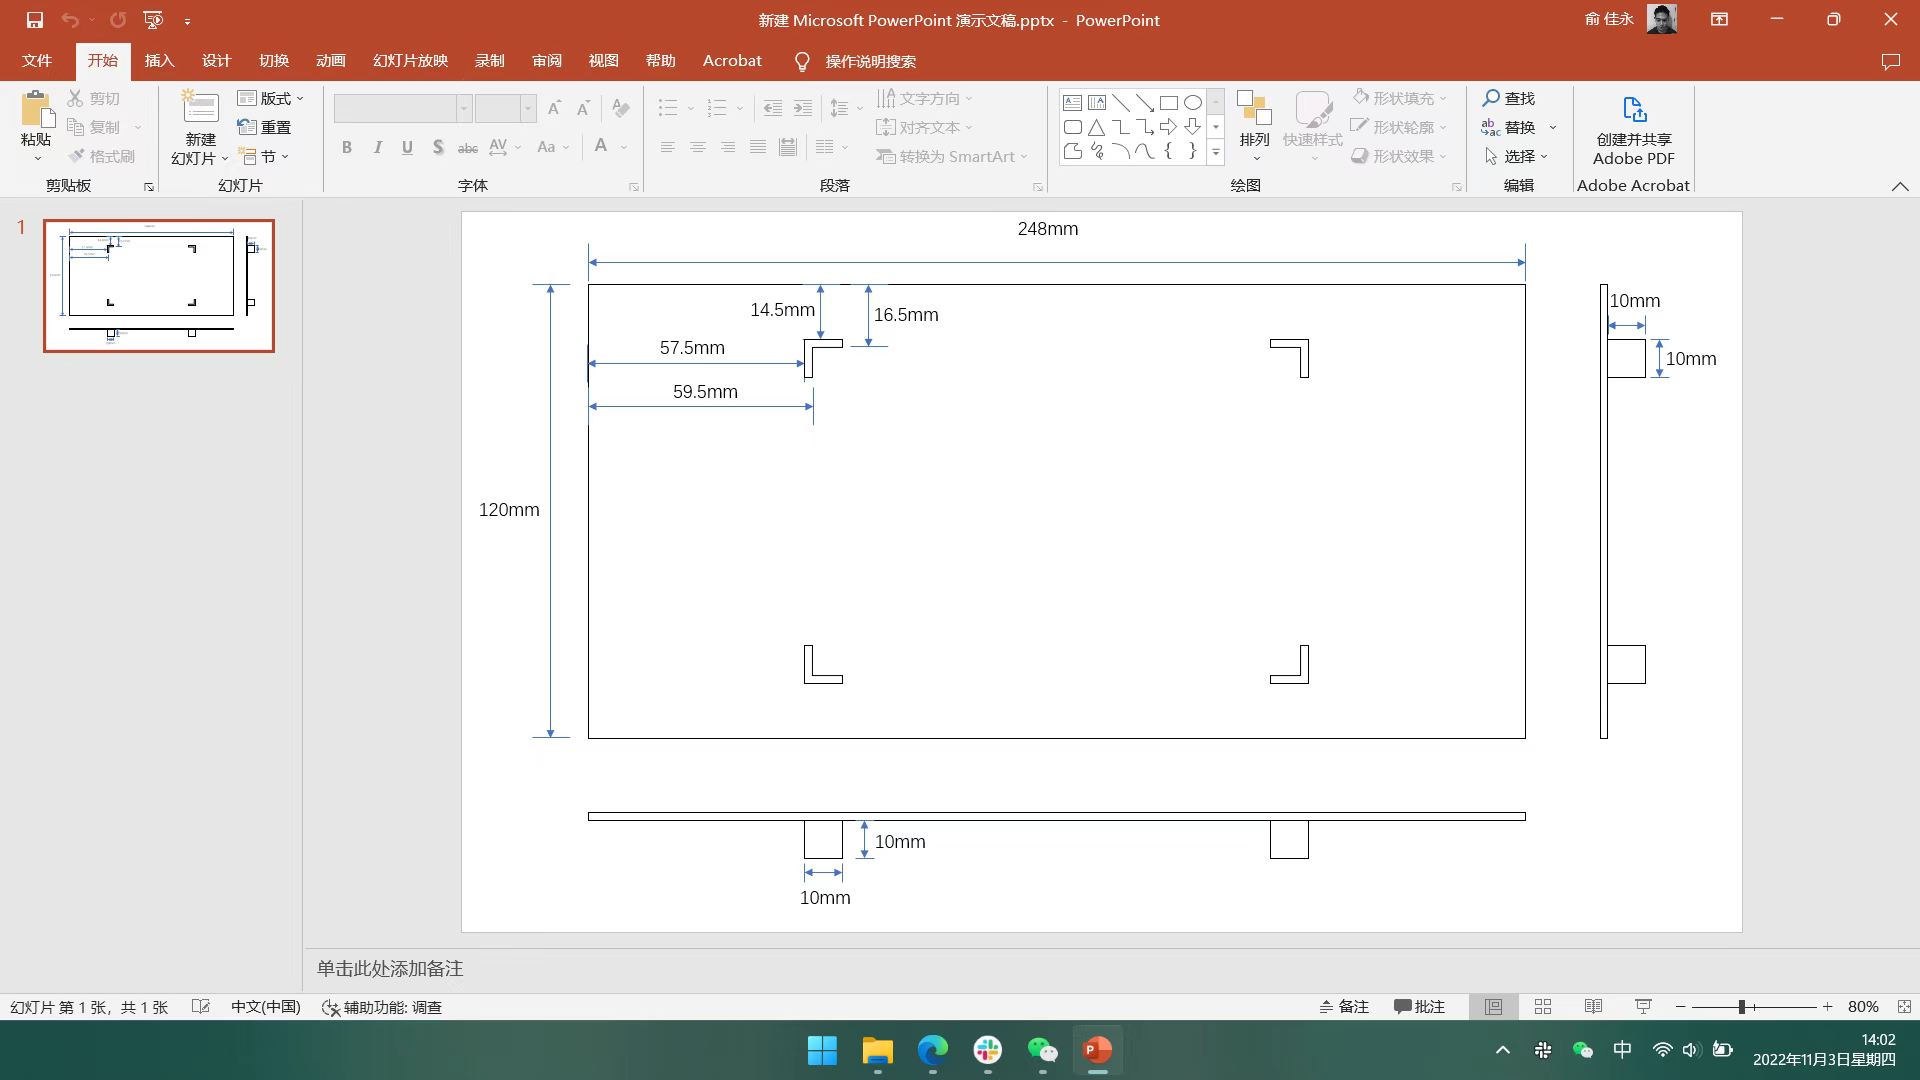 新建 Microsoft PowerPoint 演示文稿.pptx - PowerPoint
俞 佳永
文件 开始 插入 设计 切换 动画 幻灯片放映 录制 审阅 视图 帮助 Acrobat 操作说明搜索
粘贴
剪切
复制
格式刷
剪贴板
新建
幻灯片
版式
重置
节
幻灯片
B I U S abc AV Aa A
字体
文字方向
对齐文本
转换为 SmartArt
段落
排列
快速样式
形状填充
形状轮廓
形状效果
绘图
查找
替换
选择
编辑
创建并共享
Adobe PDF
Adobe Acrobat
1
248mm
14.5mm
16.5mm
57.5mm
59.5mm
120mm
10mm
10mm
10mm
10mm
单击此处添加备注
幻灯片 第 1 张，共 1 张
中文(中国)
辅助功能: 调查
备注
批注
80%
中
14:02
2022年11月3日星期四